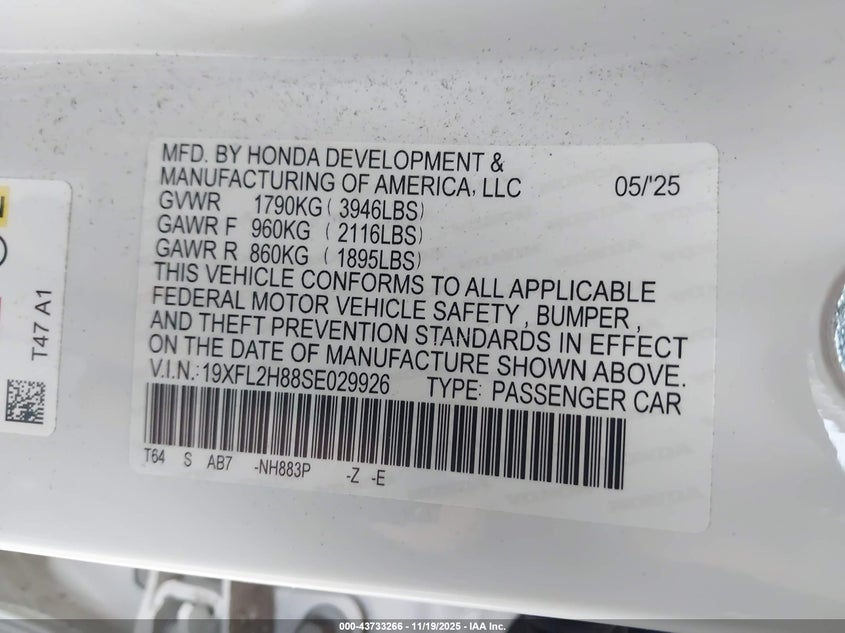 MFD. BY HONDA DEVELOPMENT &
MANUFACTURING OF AMERICA, LLC 05/'25
GVWR 1790KG ( 3946LBS)
GAWR F 960KG ( 2116LBS)
GAWR R 860KG ( 1895LBS)
THIS VEHICLE CONFORMS TO ALL APPLICABLE
FEDERAL MOTOR VEHICLE SAFETY, BUMPER,
AND THEFT PREVENTION STANDARDS IN EFFECT
ON THE DATE OF MANUFACTURE SHOWN ABOVE.
V.I.N.: 19XFL2H88SE029926 TYPE: PASSENGER CAR
T64 S AB7 -NH883P -Z -E
T47 A1
000-43733266 - 11/19/2025 - IAA Inc.